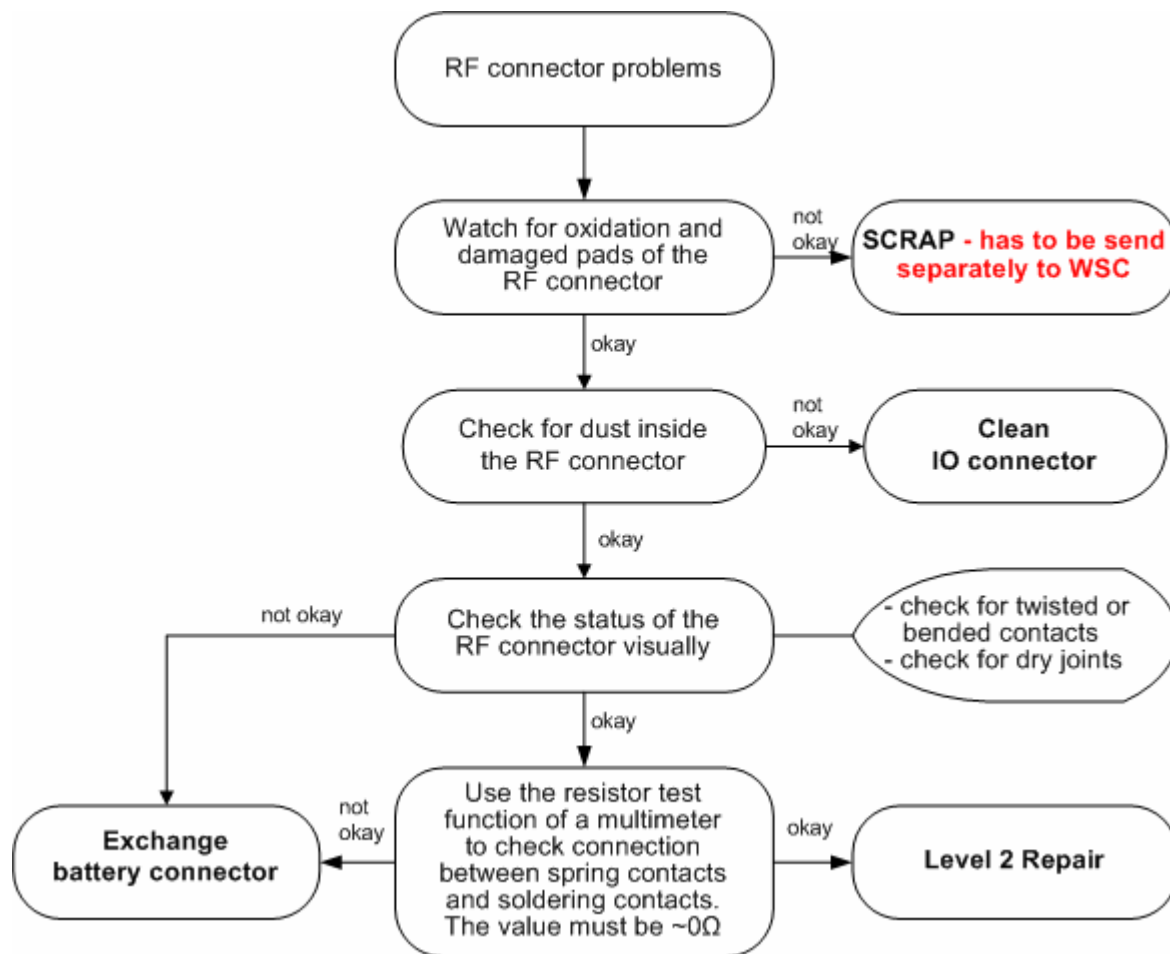 RF connector problems
Watch for oxidation and
damaged pads of the
RF connector
not
okay
SCRAP - has to be send
separately to WSC
okay
Check for dust inside
the RF connector
not
okay
Clean
IO connector
okay
not okay
Check the status of the
RF connector visually
- check for twisted or
bended contacts
- check for dry joints
okay
Exchange
battery connector
not
okay
Use the resistor test
function of a multimeter
to check connection
between spring contacts
and soldering contacts.
The value must be ~0Ω
okay
Level 2 Repair